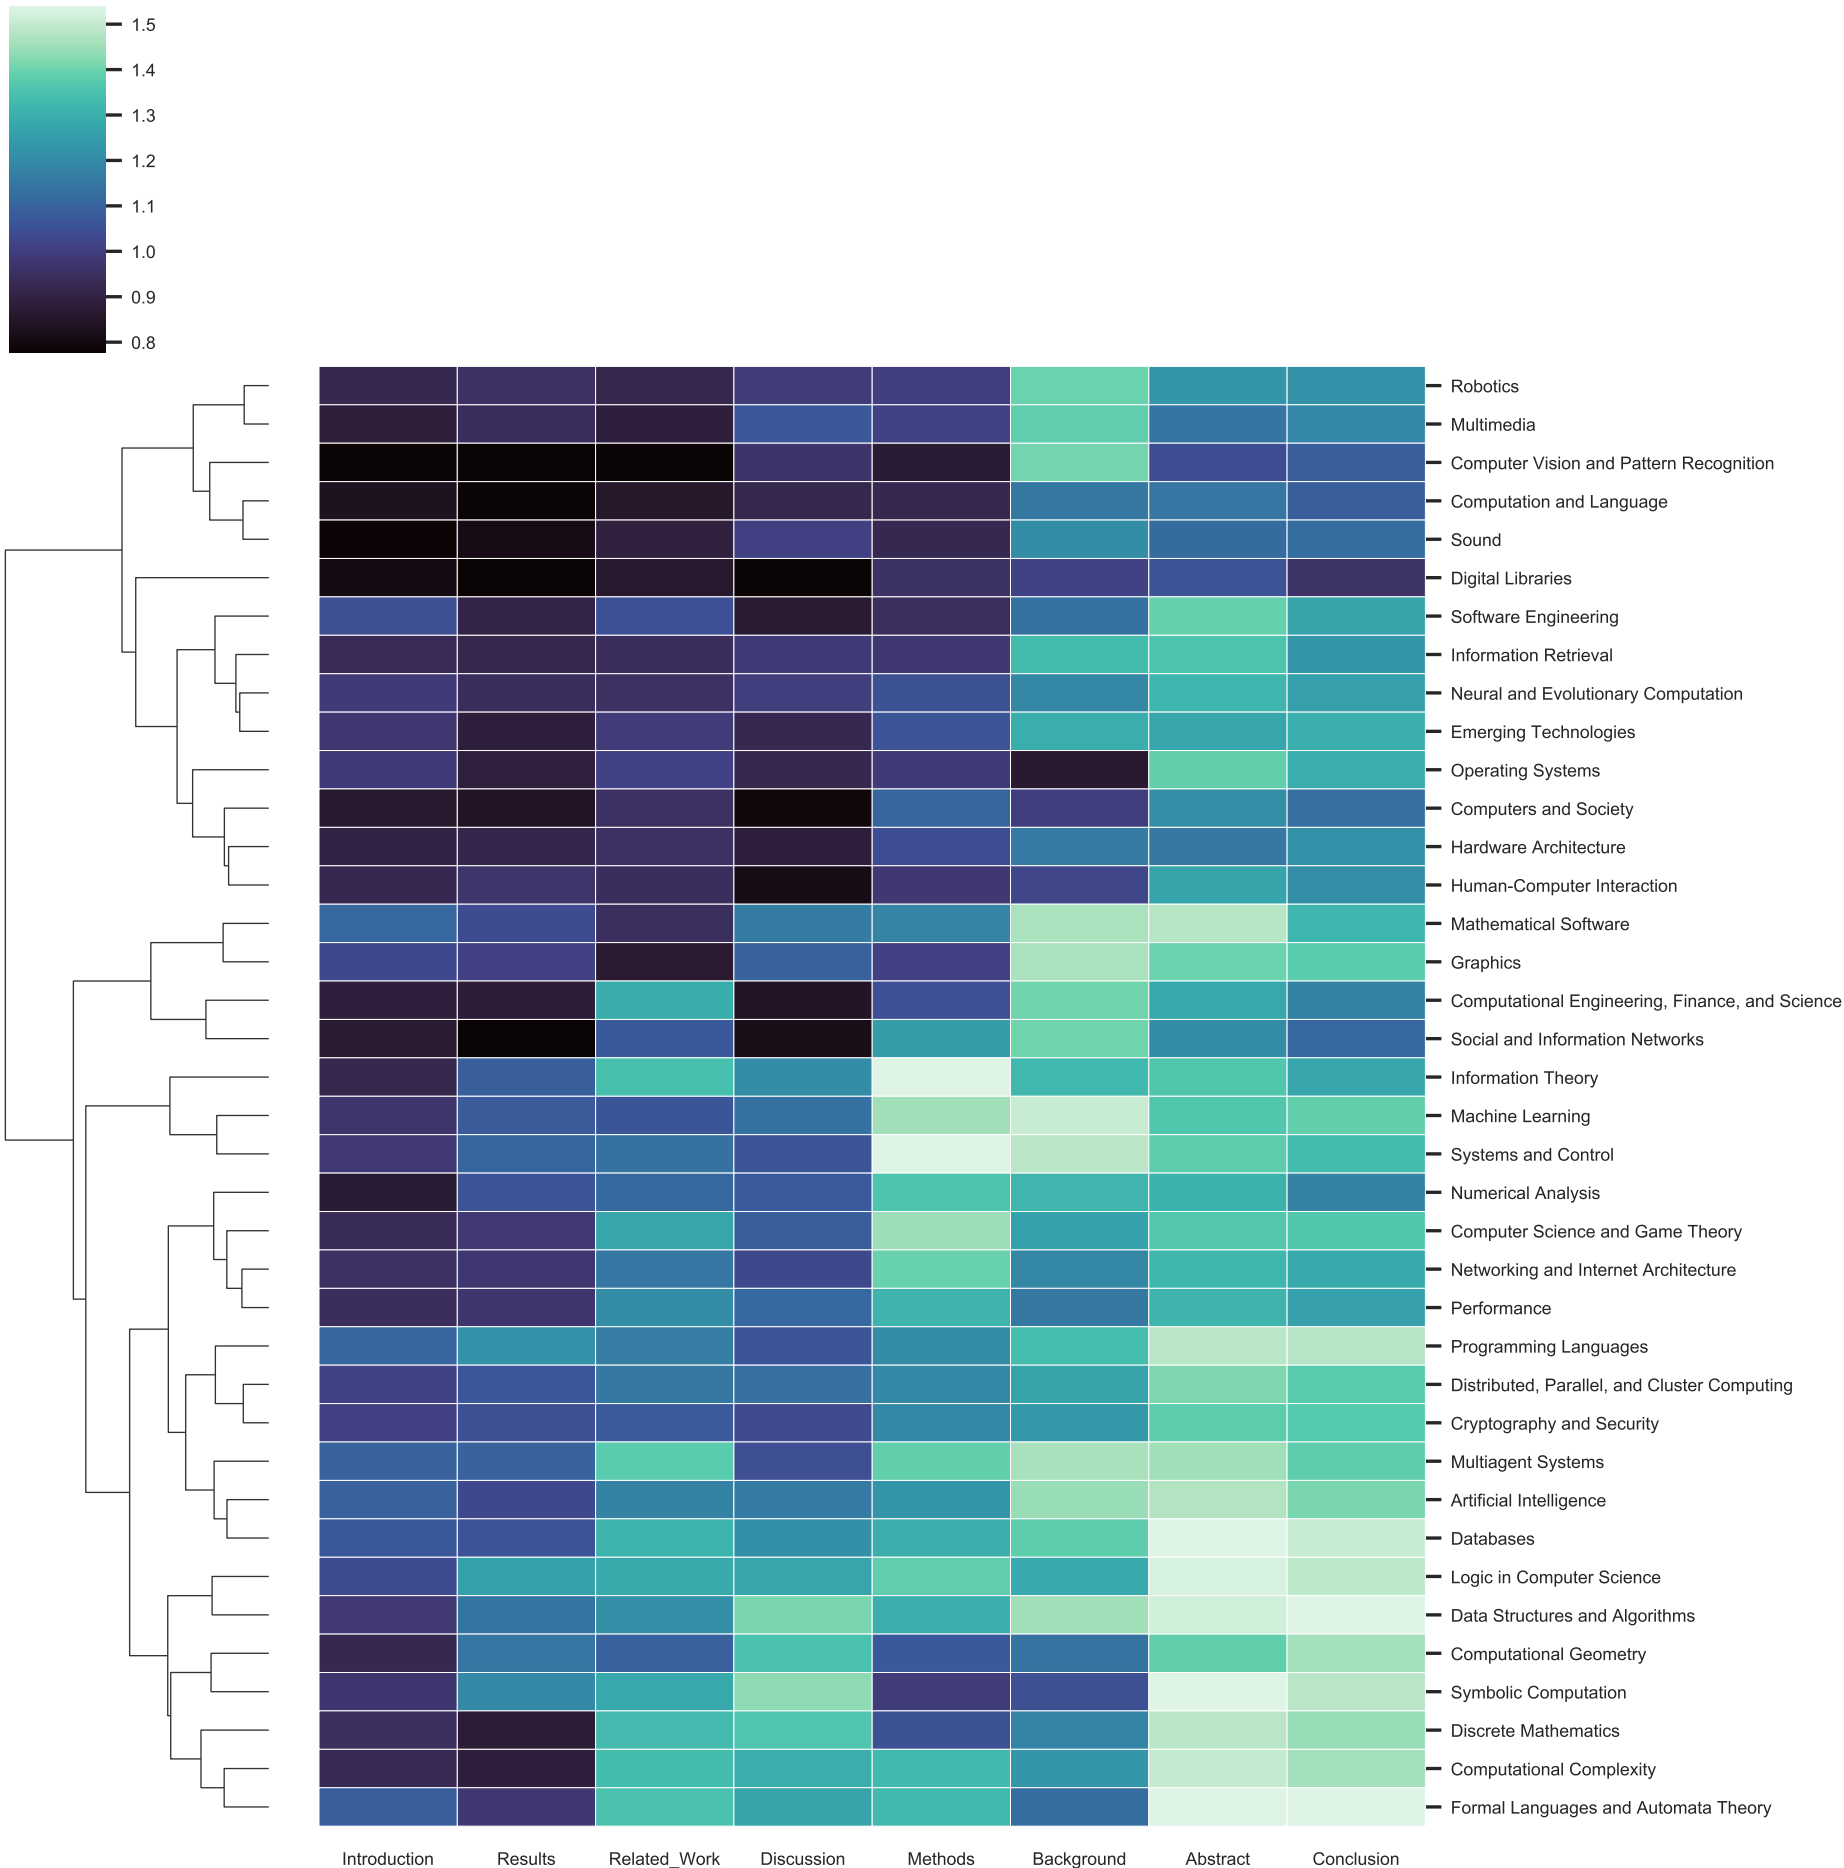 1.5
1.4
1.3
1.2
1.1
1.0
0.9
0.8
Robotics
Multimedia
Computer Vision and Pattern Recognition
Computation and Language
Sound
Digital Libraries
Software Engineering
Information Retrieval
Neural and Evolutionary Computation
Emerging Technologies
Operating Systems
Computers and Society
Hardware Architecture
Human-Computer Interaction
Mathematical Software
Graphics
Computational Engineering, Finance, and Science
Social and Information Networks
Information Theory
Machine Learning
Systems and Control
Numerical Analysis
Computer Science and Game Theory
Networking and Internet Architecture
Performance
Programming Languages
Distributed, Parallel, and Cluster Computing
Cryptography and Security
Multiagent Systems
Artificial Intelligence
Databases
Logic in Computer Science
Data Structures and Algorithms
Computational Geometry
Symbolic Computation
Discrete Mathematics
Computational Complexity
Formal Languages and Automata Theory
Introduction Results Related_Work Discussion Methods Background Abstract Conclusion